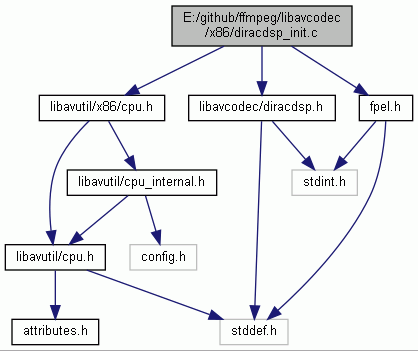 E:/github/ffmpeg/libavcodec
/x86/diracdsp_init.c
libavutil/x86/cpu.h
libavcodec/diracdsp.h
fpel.h
libavutil/cpu_internal.h
stdint.h
libavutil/cpu.h
config.h
attributes.h
stddef.h